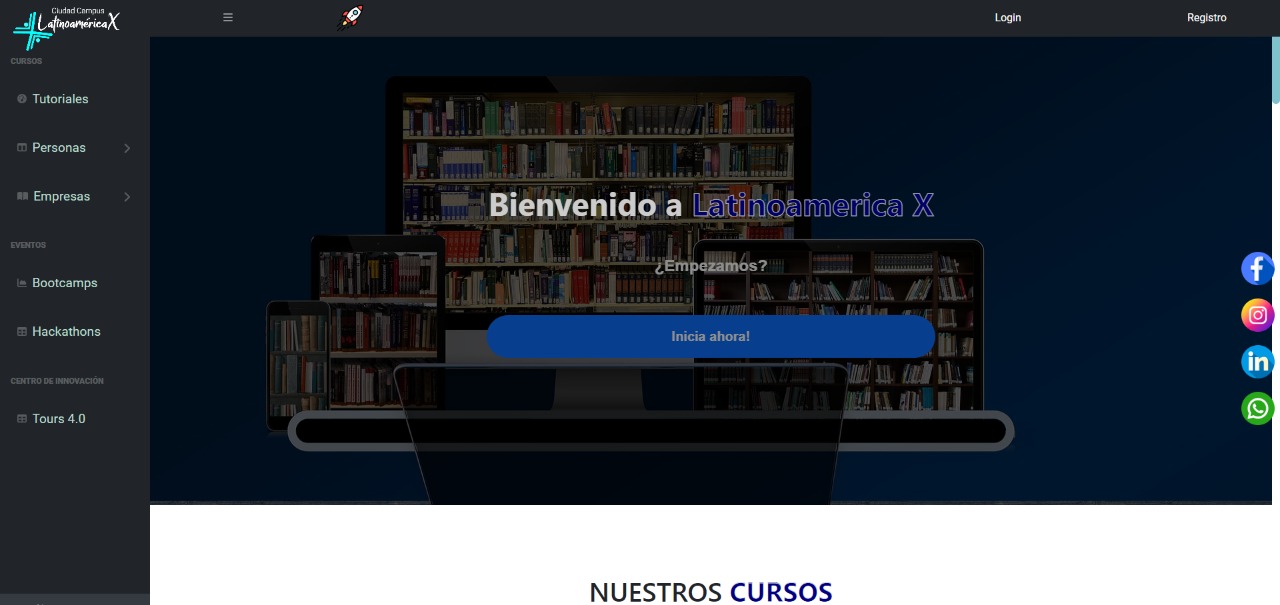 Ciudad Campus
LatinoaméricaX
Login
Registro
CURSOS
Tutoriales
Personas
Empresas
EVENTOS
Bootcamps
Hackathons
CENTRO DE INNOVACIÓN
Tours 4.0
Bienvenido a Latinoamerica X
¿Empezamos?
Inicia ahora!
NUESTROS CURSOS